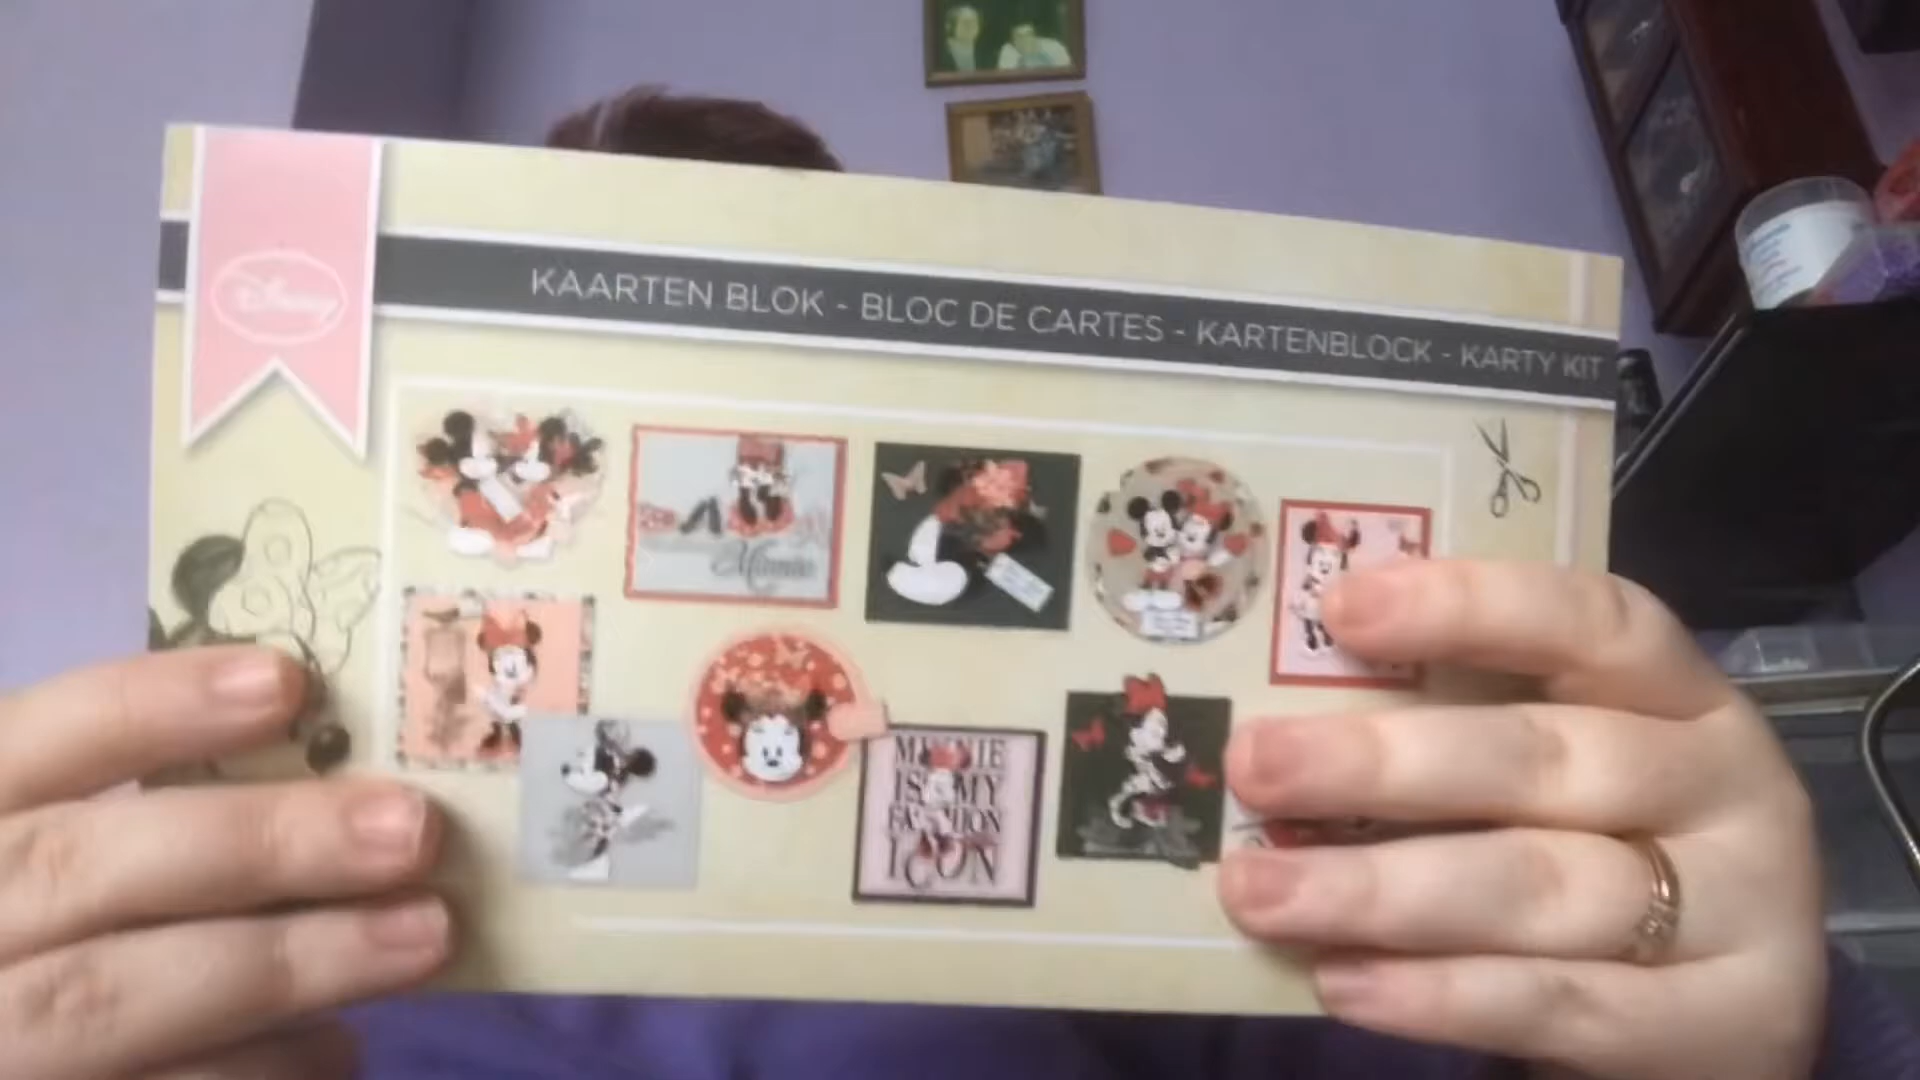 Disney
KAARTEN BLOK - BLOC DE CARTES - KARTENBLOCK - KARTY KIT
Minnie
MINNIE
IS MY
FASHION
ICON